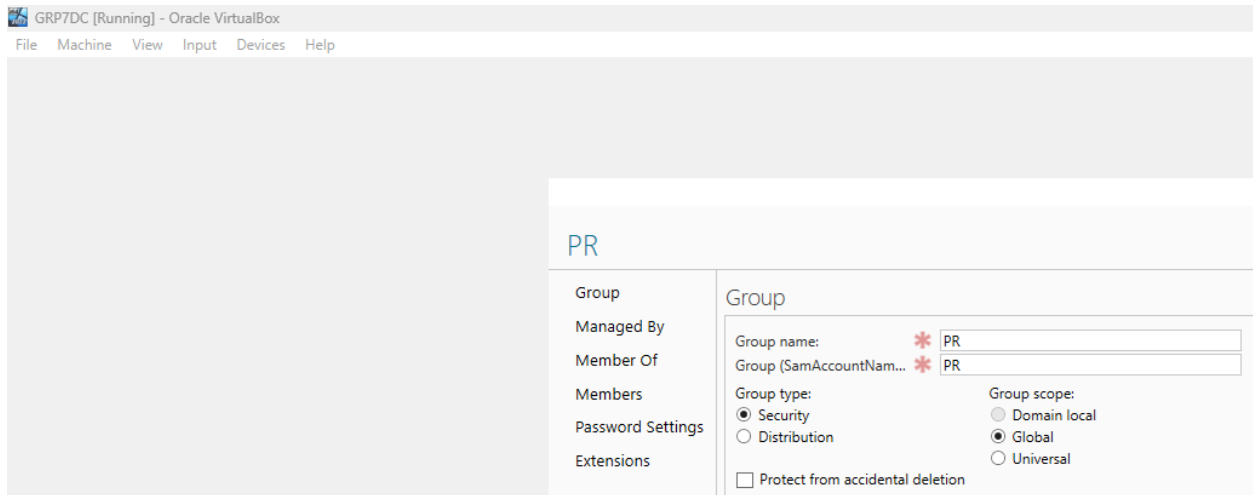 GRP7DC [Running] - Oracle VirtualBox
File Machine View Input Devices Help
PR
Group
Managed By
Member Of
Members
Password Settings
Extensions
Group
Group name: PR
Group (SamAccountNam... PR
Group type:
Security
Distribution
Group scope:
Domain local
Global
Universal
Protect from accidental deletion